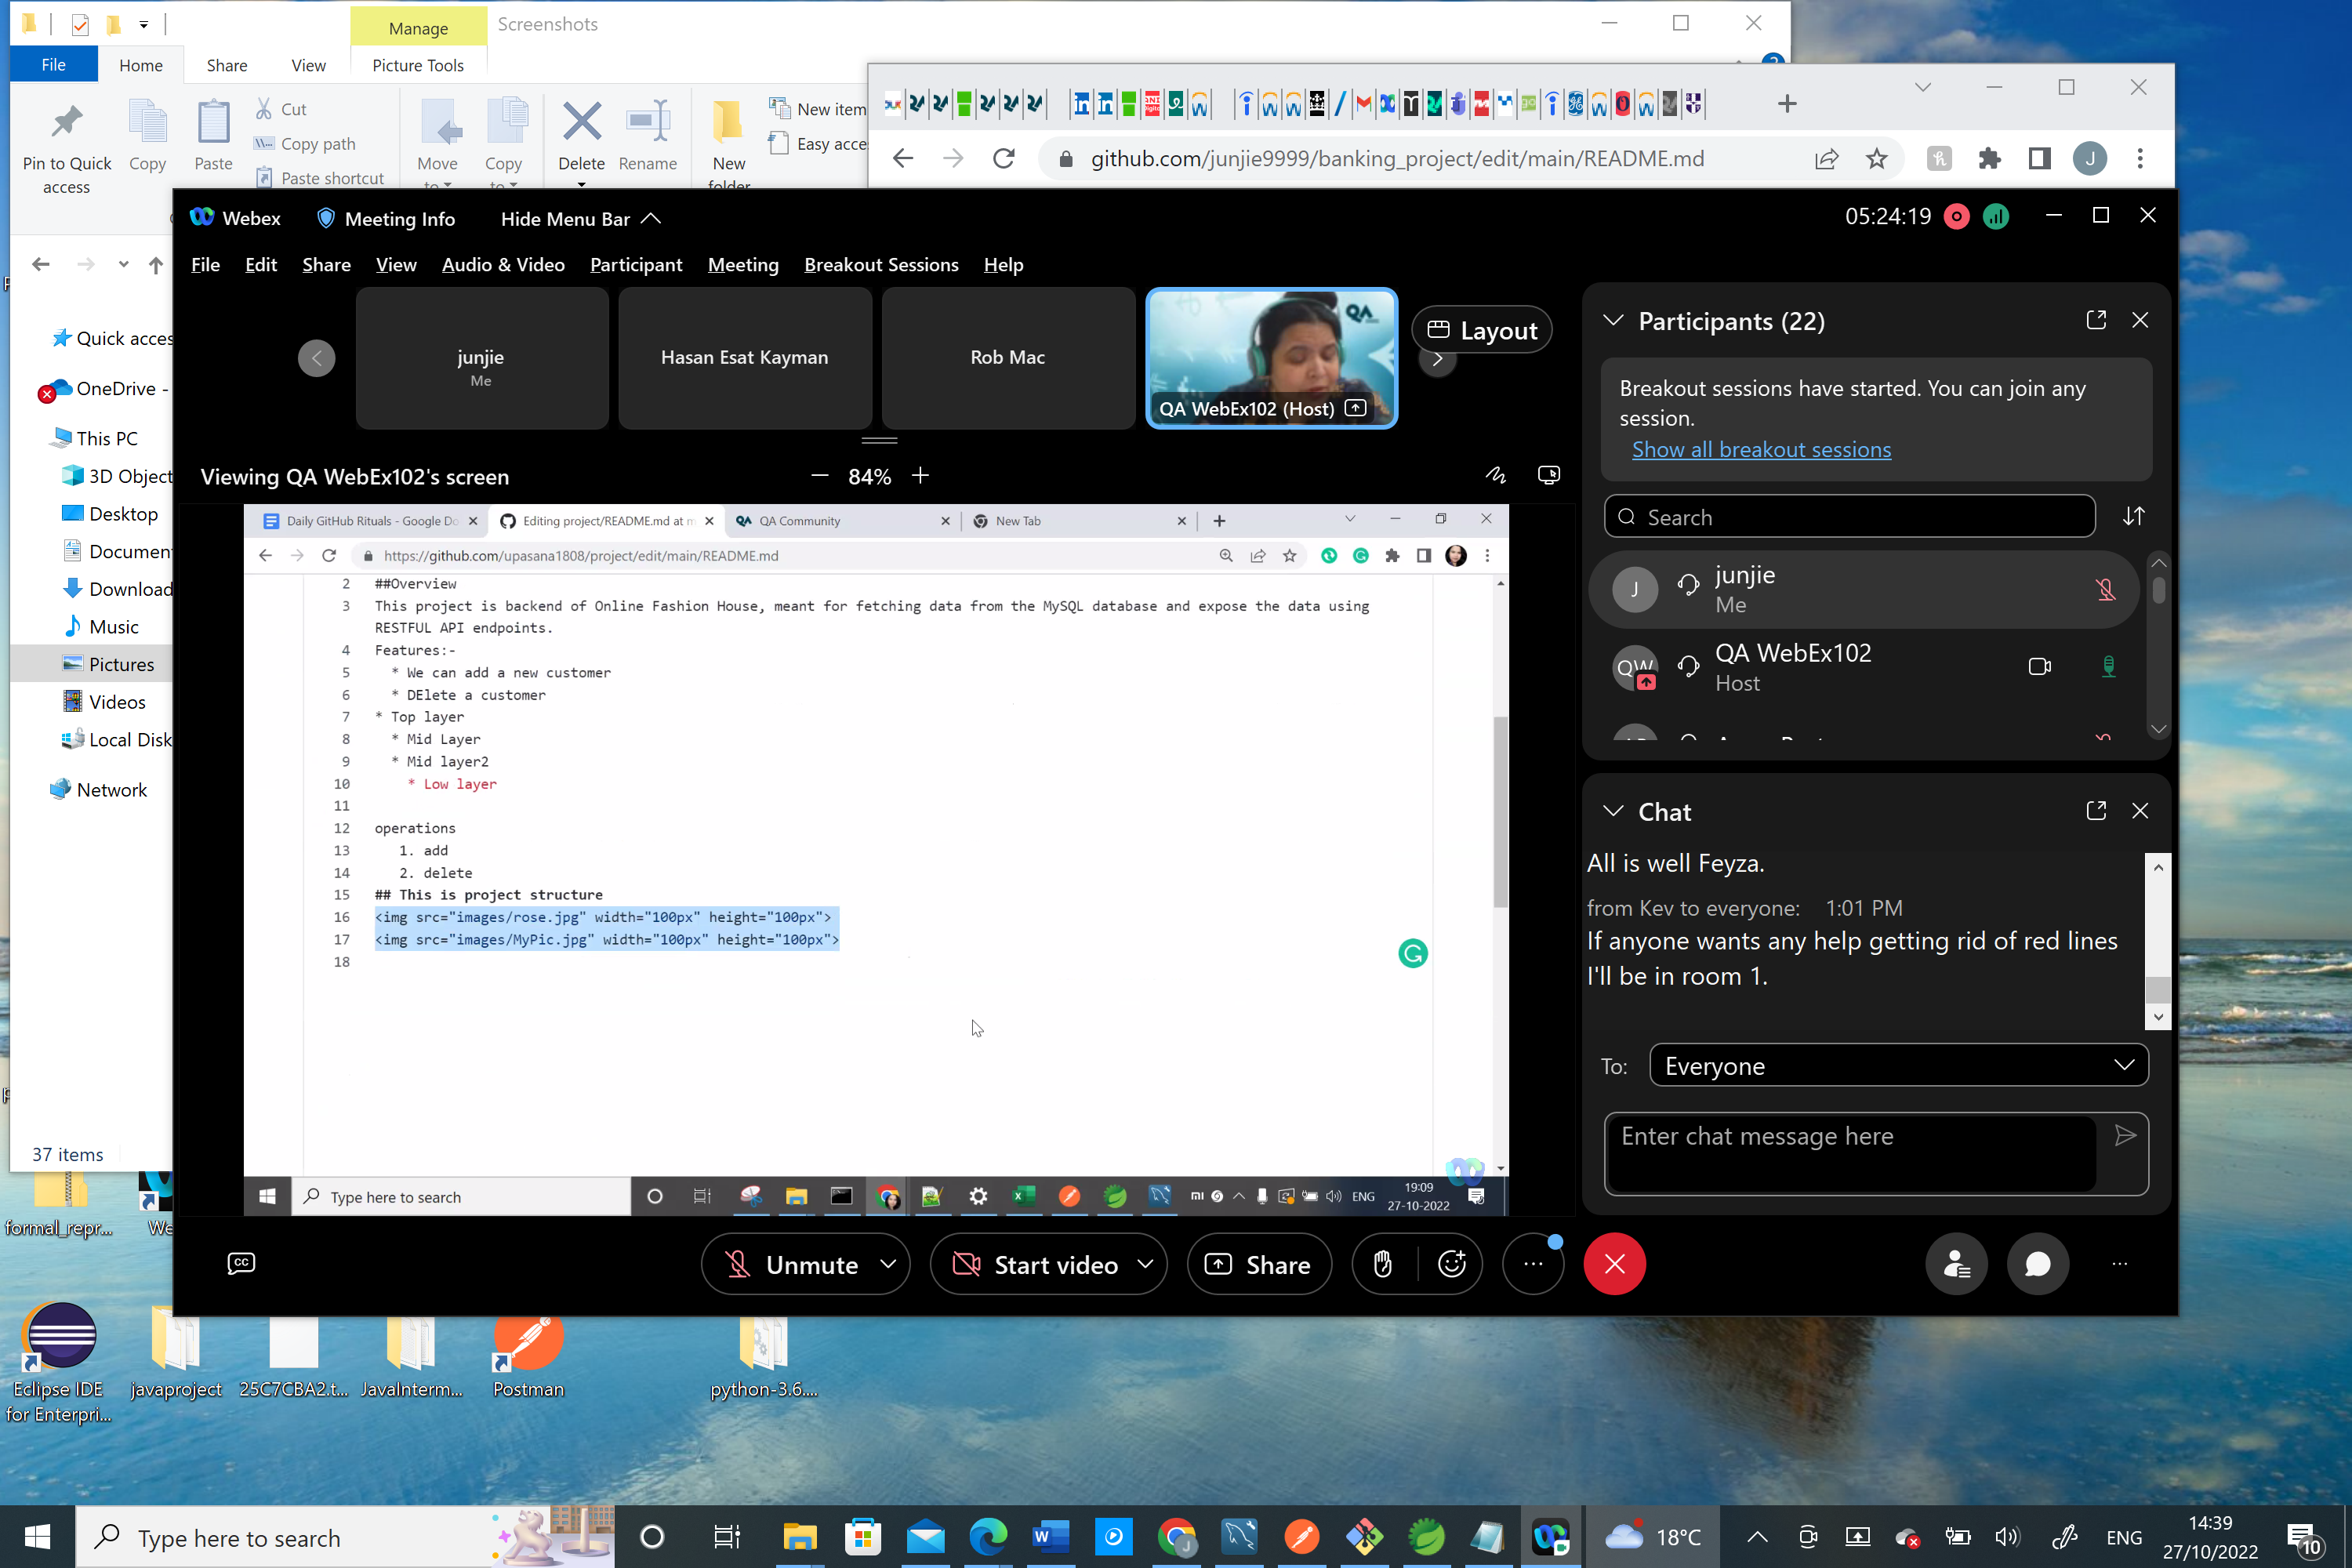 Manage
Screenshots
File
Home
Share
View
Picture Tools
Pin to Quick access
Copy
Paste
Cut
Copy path
Paste shortcut
Move to
Copy to
Delete
Rename
New folder
New item
Easy acce
github.com/junjie9999/banking_project/edit/main/README.md
J
Webex
Meeting Info
Hide Menu Bar
05:24:19
File
Edit
Share
View
Audio & Video
Participant
Meeting
Breakout Sessions
Help
Quick acces
OneDrive -
This PC
3D Object
Desktop
Documen
Download
Music
Pictures
Videos
Local Disk
Network
37 items
junjie
Me
Hasan Esat Kayman
Rob Mac
QA
QA WebEx102 (Host)
Layout
Viewing QA WebEx102's screen
84%
Daily GitHub Rituals - Google Do
Editing project/README.md at m
QA QA Community
New Tab
https://github.com/upasana1808/project/edit/main/README.md
2 ##Overview
3 This project is backend of Online Fashion House, meant for fetching data from the MySQL database and expose the data using
RESTFUL API endpoints.
4 Features:-
5 * We can add a new customer
6 * DElete a customer
7 * Top layer
8 * Mid Layer
9 * Mid layer2
10 * Low layer
11
12 operations
13 1. add
14 2. delete
15 ## This is project structure
16 <img src="images/rose.jpg" width="100px" height="100px">
17 <img src="images/MyPic.jpg" width="100px" height="100px">
18
Type here to search
ENG
19:09
27-10-2022
Participants (22)
Breakout sessions have started. You can join any
session.
Show all breakout sessions
Search
J
junjie
Me
QW
QA WebEx102
Host
Chat
All is well Feyza.
from Kev to everyone: 1:01 PM
If anyone wants any help getting rid of red lines
I'll be in room 1.
To:
Everyone
Enter chat message here
CC
Unmute
Start video
Share
formal_repr...
We
Eclipse IDE
for Enterpri...
javaproject
25C7CBA2.t...
JavaInterm...
Postman
python-3.6....
Type here to search
18°C
ENG
14:39
27/10/2022
10